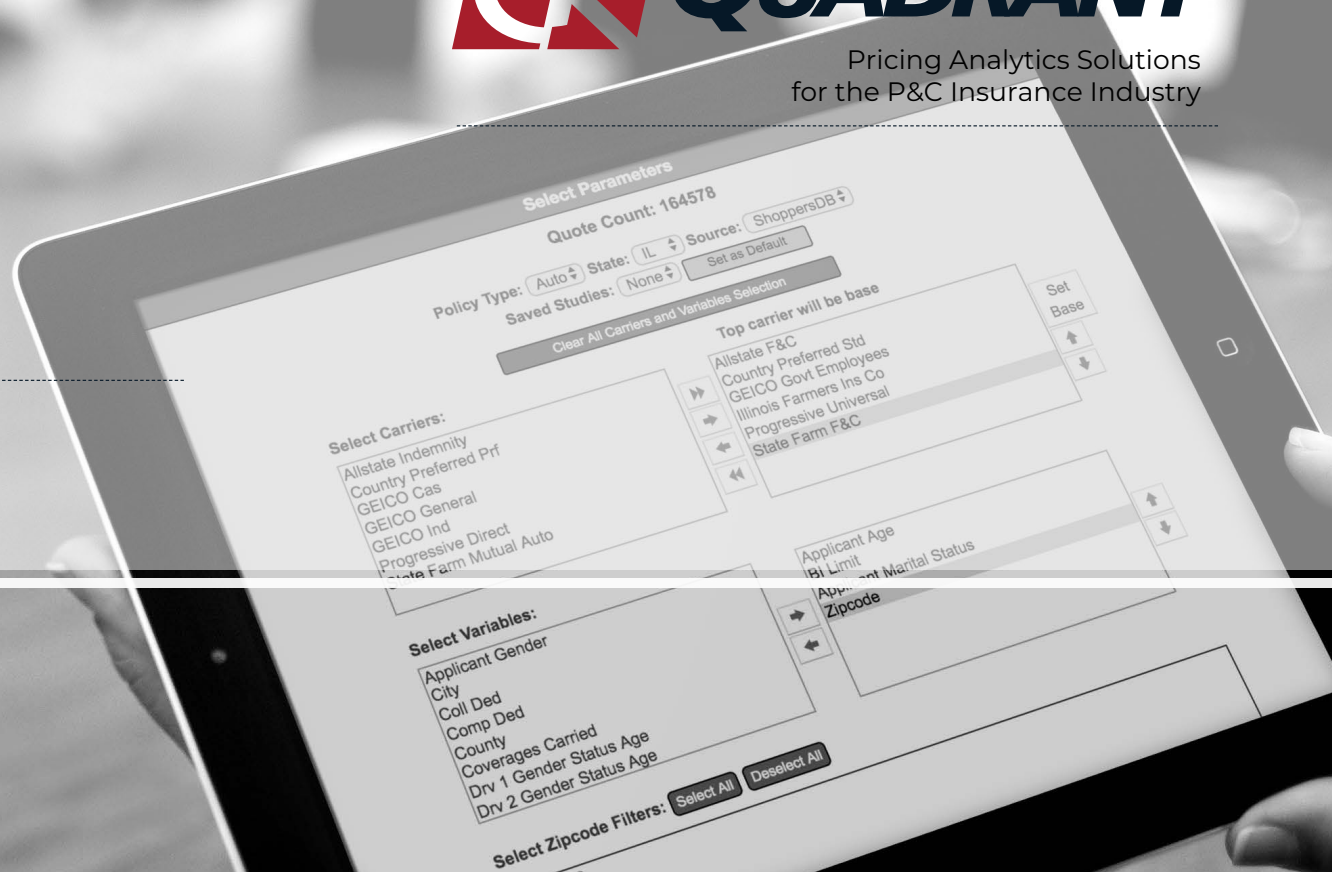 QUADRANT
Pricing Analytics Solutions
for the P&C Insurance Industry
Select Parameters
Quote Count: 164578
Policy Type: Auto State: IL Source: ShoppersDB
Saved Studies: None Set as Default
Clear All Carriers and Variables Selection
Top carrier will be base
Allstate F&C
Country Preferred Std
GEICO Govt Employees
Illinois Farmers Ins Co
Progressive Universal
State Farm F&C
Set
Base
Select Carriers:
Allstate Indemnity
Country Preferred Prf
GEICO Cas
GEICO General
GEICO Ind
Progressive Direct
State Farm Mutual Auto
Applicant Age
BI Limit
Applicant Marital Status
Zipcode
Select Variables:
Applicant Gender
City
Coll Ded
Comp Ded
County
Coverages Carried
Drv 1 Gender Status Age
Drv 2 Gender Status Age
Select Zipcode Filters: Select All Deselect All